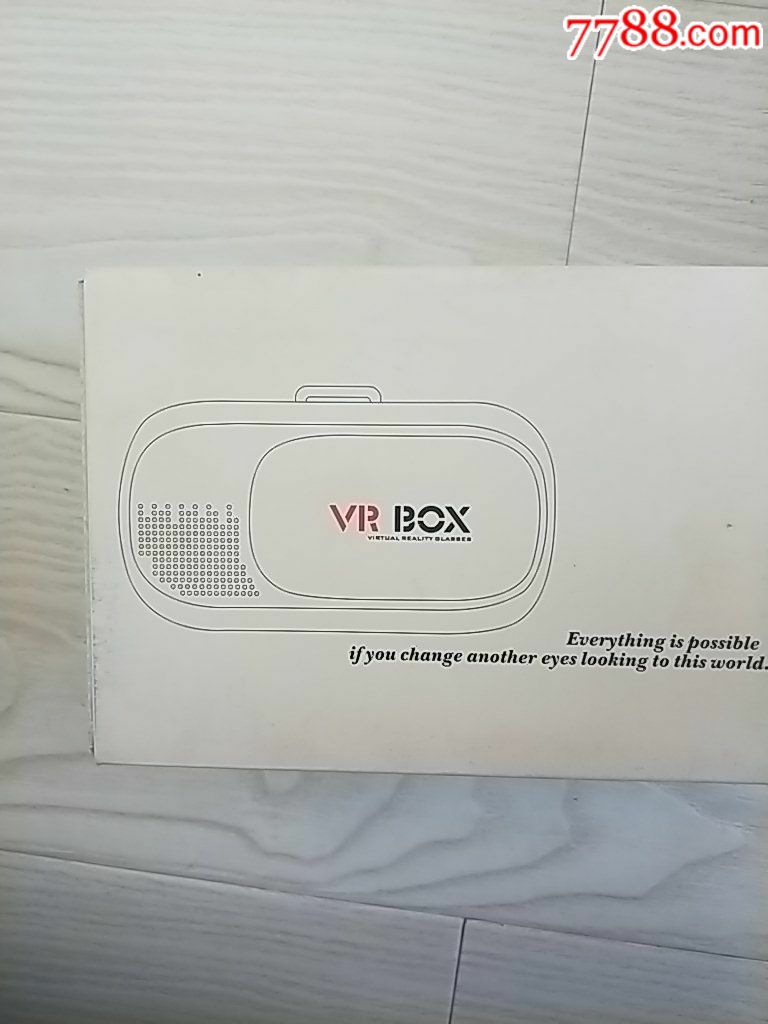 7788.com
VR BOX
VIRTUAL REALITY GLASSES
Everything is possible
if you change another eyes looking to this world.